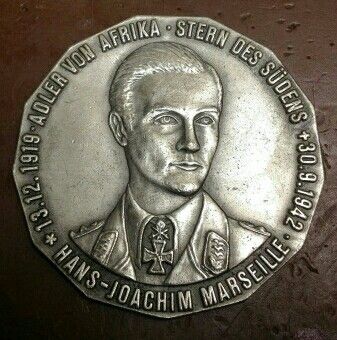 * 13.12.1919 · ADLER VON AFRIKA · STERN DES SÜDENS + 30.9.1942 ·
HANS-JOACHIM MARSEILLE